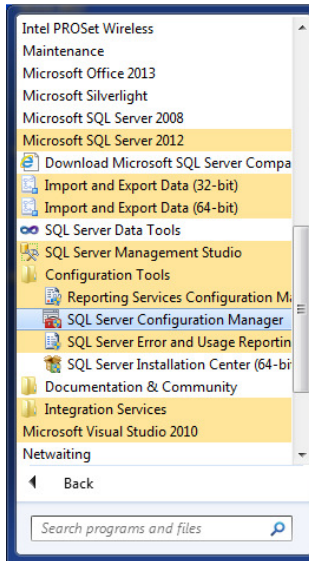 Intel PROSet Wireless
Maintenance
Microsoft Office 2013
Microsoft Silverlight
Microsoft SQL Server 2008
Microsoft SQL Server 2012
Download Microsoft SQL Server Compa
Import and Export Data (32-bit)
Import and Export Data (64-bit)
SQL Server Data Tools
SQL Server Management Studio
Configuration Tools
Reporting Services Configuration Ma
SQL Server Configuration Manager
SQL Server Error and Usage Reportin
SQL Server Installation Center (64-bi
Documentation & Community
Integration Services
Microsoft Visual Studio 2010
Netwaiting
Back
Search programs and files